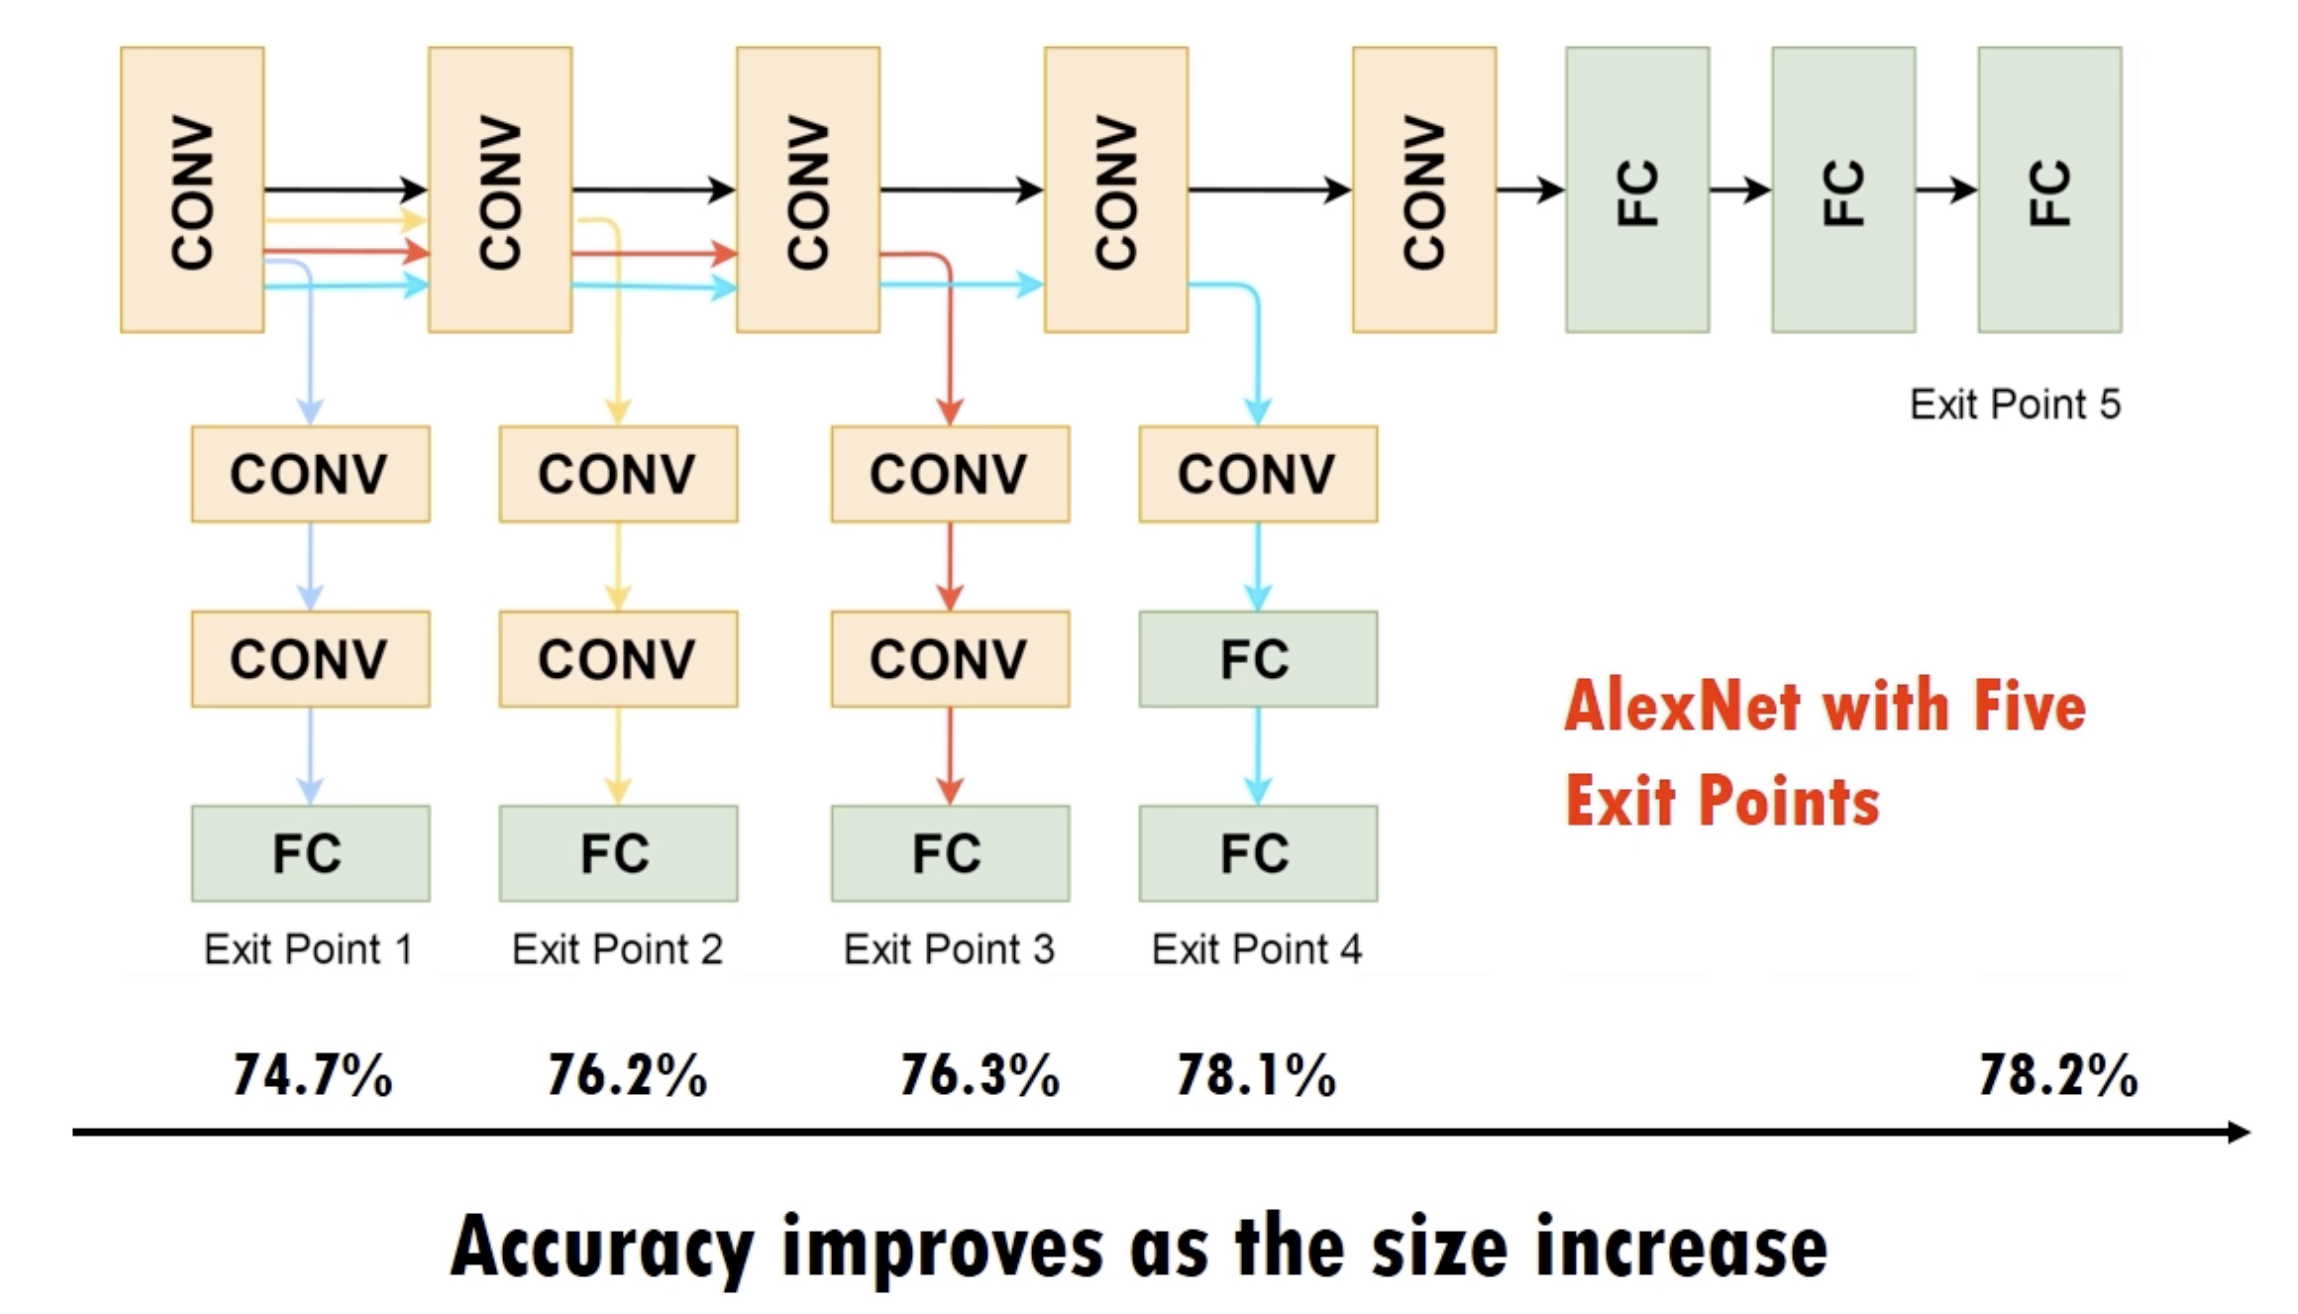 CONV
CONV
CONV
CONV
CONV
FC
FC
FC
Exit Point 5
CONV
CONV
CONV
CONV
CONV
CONV
CONV
FC
FC
FC
FC
FC
Exit Point 1
Exit Point 2
Exit Point 3
Exit Point 4
AlexNet with Five
Exit Points
74.7%
76.2%
76.3%
78.1%
78.2%
Accuracy improves as the size increase